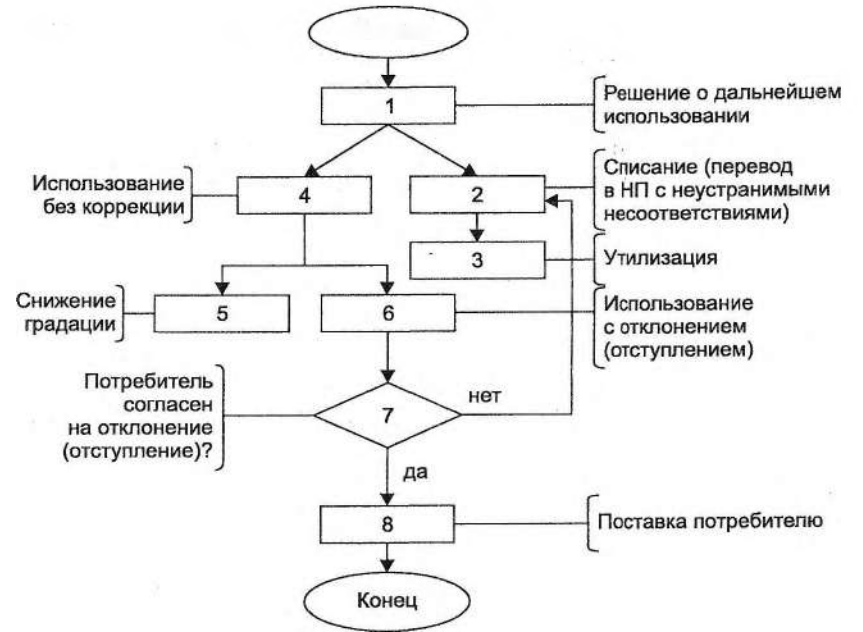 1
Решение о дальнейшем
использовании
Использование
без коррекции
4
2
Списание (перевод
в НП с неустранимыми
несоответствиями)
3
Утилизация
Снижение
градации
5
6
Использование
с отклонением
(отступлением)
Потребитель
согласен
на отклонение
(отступление)?
7
нет
да
8
Поставка потребителю
Конец